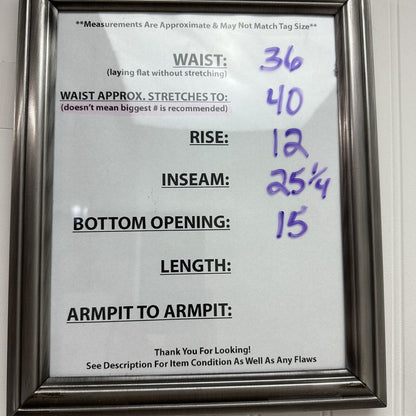 **Measurements Are Approximate & May Not Match Tag Size**
WAIST: 36
(laying flat without stretching)
WAIST APPROX. STRETCHES TO: 40
(doesn't mean biggest # is recommended)
RISE: 12
INSEAM: 25 1/4
BOTTOM OPENING: 15
LENGTH:
ARMPIT TO ARMPIT:
Thank You For Looking!
See Description For Item Condition As Well As Any Flaws